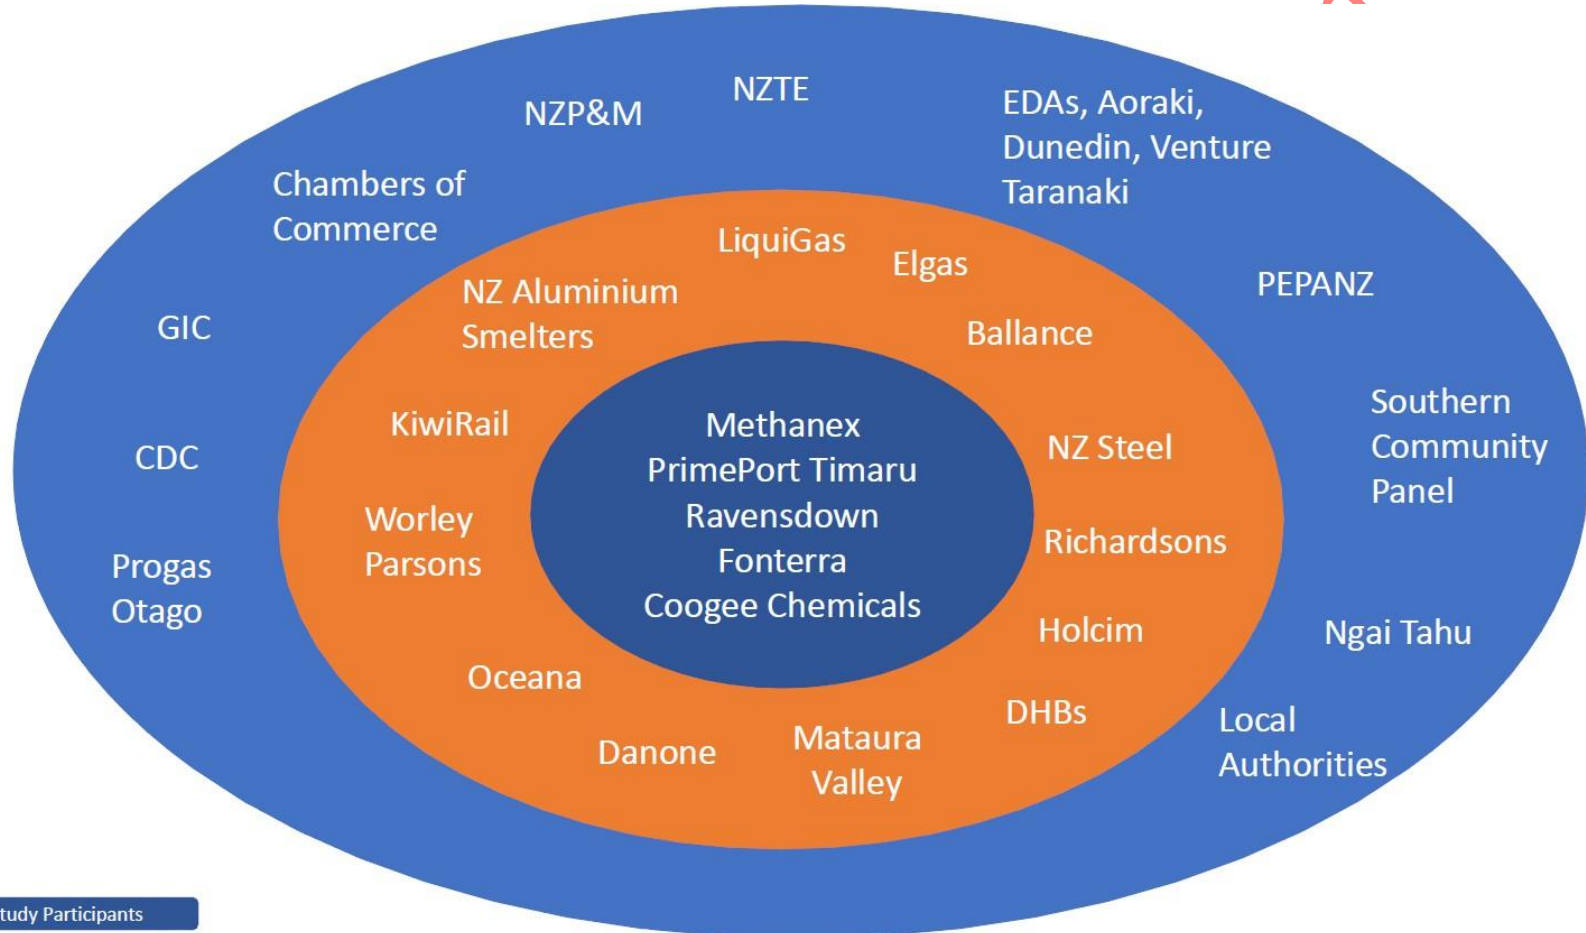 NZTE
NZP&M
EDAs, Aoraki,
Dunedin, Venture
Taranaki
Chambers of
Commerce
LiquiGas
Elgas
NZ Aluminium
Smelters
PEPANZ
GIC
Ballance
KiwiRail
Methanex
PrimePort Timaru
Ravensdown
Fonterra
Coogee Chemicals
NZ Steel
Southern
Community
Panel
CDC
Worley
Parsons
Richardsons
Progas
Otago
Holcim
Ngai Tahu
Oceana
DHBs
Danone
Mataura
Valley
Local
Authorities
Participants